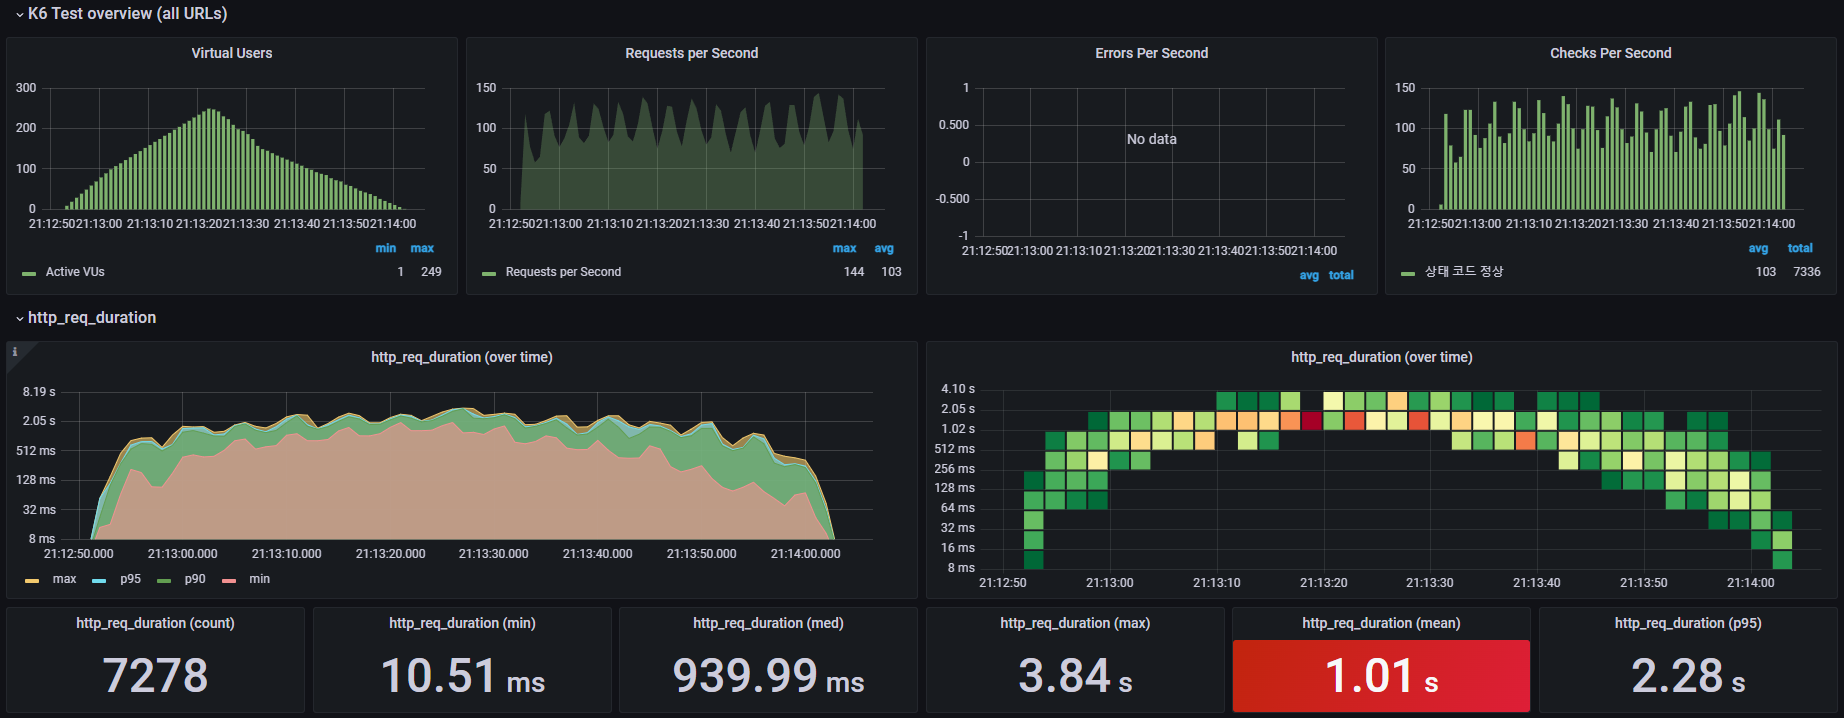 K6 Test overview (all URLs)
Virtual Users
300
200
100
0
21:12:50 21:13:00 21:13:10 21:13:20 21:13:30 21:13:40 21:13:50 21:14:00
min max
Active VUs 1 249
Requests per Second
150
100
50
0
21:12:50 21:13:00 21:13:10 21:13:20 21:13:30 21:13:40 21:13:50 21:14:00
max avg
Requests per Second 144 103
Errors Per Second
1
0.500
0
-0.500
-1
No data
21:12:50 21:13:00 21:13:10 21:13:20 21:13:30 21:13:40 21:13:50 21:14:00
avg total
Checks Per Second
150
100
50
0
21:12:50 21:13:00 21:13:10 21:13:20 21:13:30 21:13:40 21:13:50 21:14:00
avg total
상태 코드 정상 103 7336
http_req_duration
i
http_req_duration (over time)
8.19 s
2.05 s
512 ms
128 ms
32 ms
8 ms
21:12:50.000 21:13:00.000 21:13:10.000 21:13:20.000 21:13:30.000 21:13:40.000 21:13:50.000 21:14:00.000
max p95 p90 min
http_req_duration (over time)
4.10 s
2.05 s
1.02 s
512 ms
256 ms
128 ms
64 ms
32 ms
16 ms
8 ms
21:12:50 21:13:00 21:13:10 21:13:20 21:13:30 21:13:40 21:13:50 21:14:00
http_req_duration (count)
7278
http_req_duration (min)
10.51 ms
http_req_duration (med)
939.99 ms
http_req_duration (max)
3.84 s
http_req_duration (mean)
1.01 s
http_req_duration (p95)
2.28 s